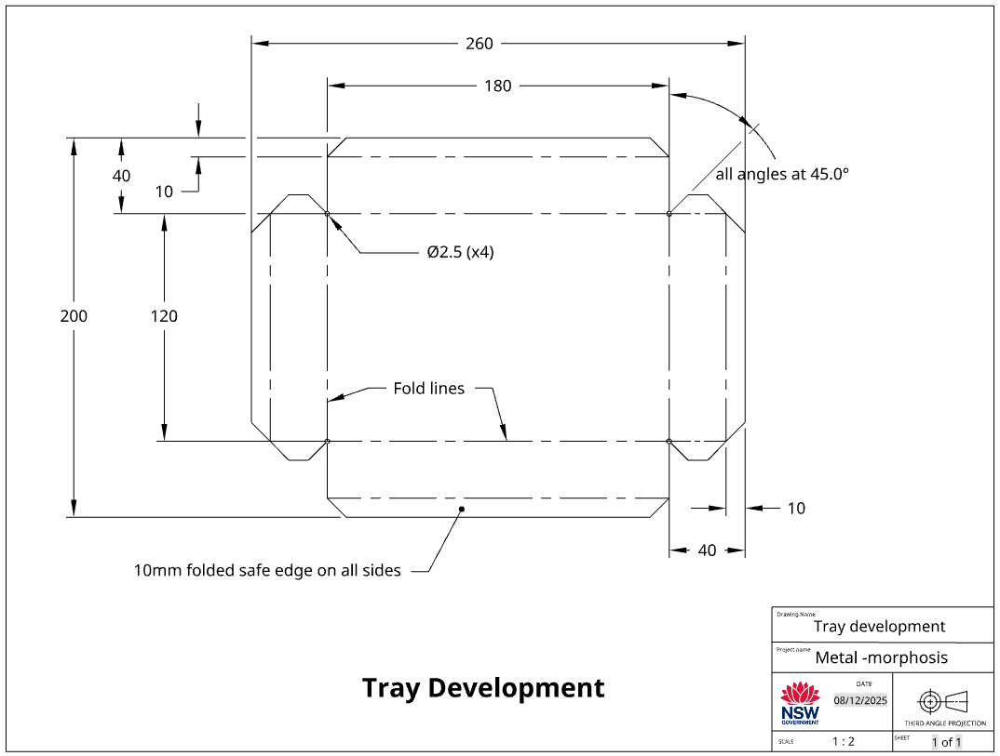 260
180
40
10
all angles at 45.0°
Ø2.5 (x4)
200
120
Fold lines
10
40
10mm folded safe edge on all sides
Tray Development
Drawing Name
Tray development
Project name
Metal -morphosis
NSW
GOVERNMENT
DATE
08/12/2025
THIRD ANGLE PROJECTION
SCALE
1 : 2
SHEET
1 of 1